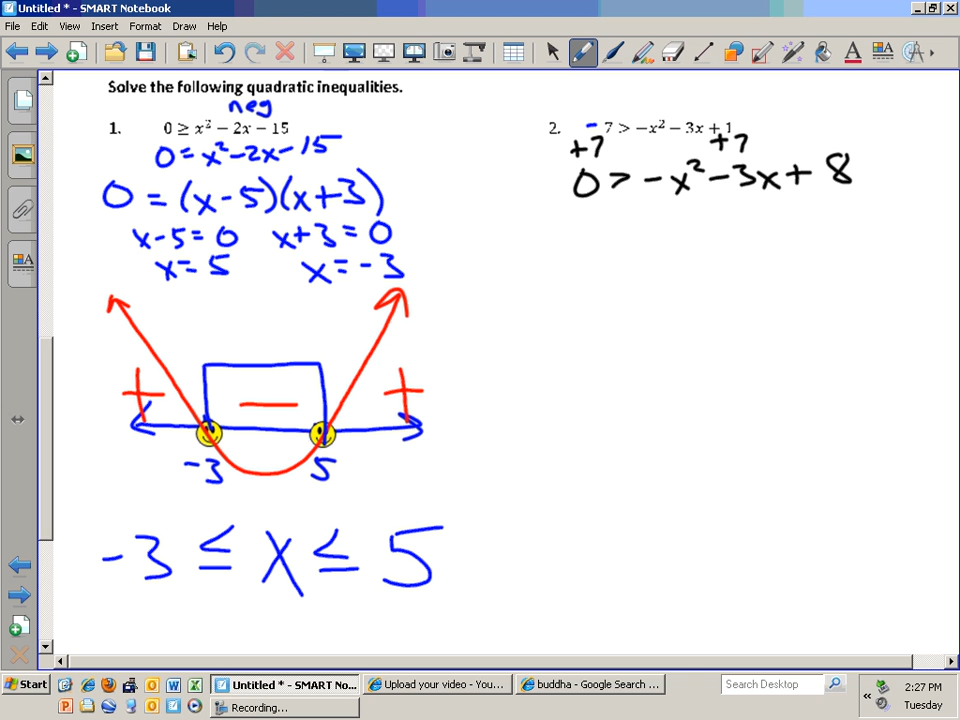 Untitled * - SMART Notebook
File Edit View Insert Format Draw Help
Solve the following quadratic inequalities.
neg
1. 0 ≥ x² − 2x − 15
0 = x² - 2x - 15
0 = (x - 5)(x + 3)
x - 5 = 0 x + 3 = 0
x = 5 x = -3
+ − +
-3 5
-3 ≤ x ≤ 5
2. - 7 > −x² − 3x + 1
+7 +7
0 > -x² - 3x + 8
Start Untitled * - SMART No... Upload your video - You... buddha - Google Search ... Search Desktop 2:27 PM
Recording... Tuesday